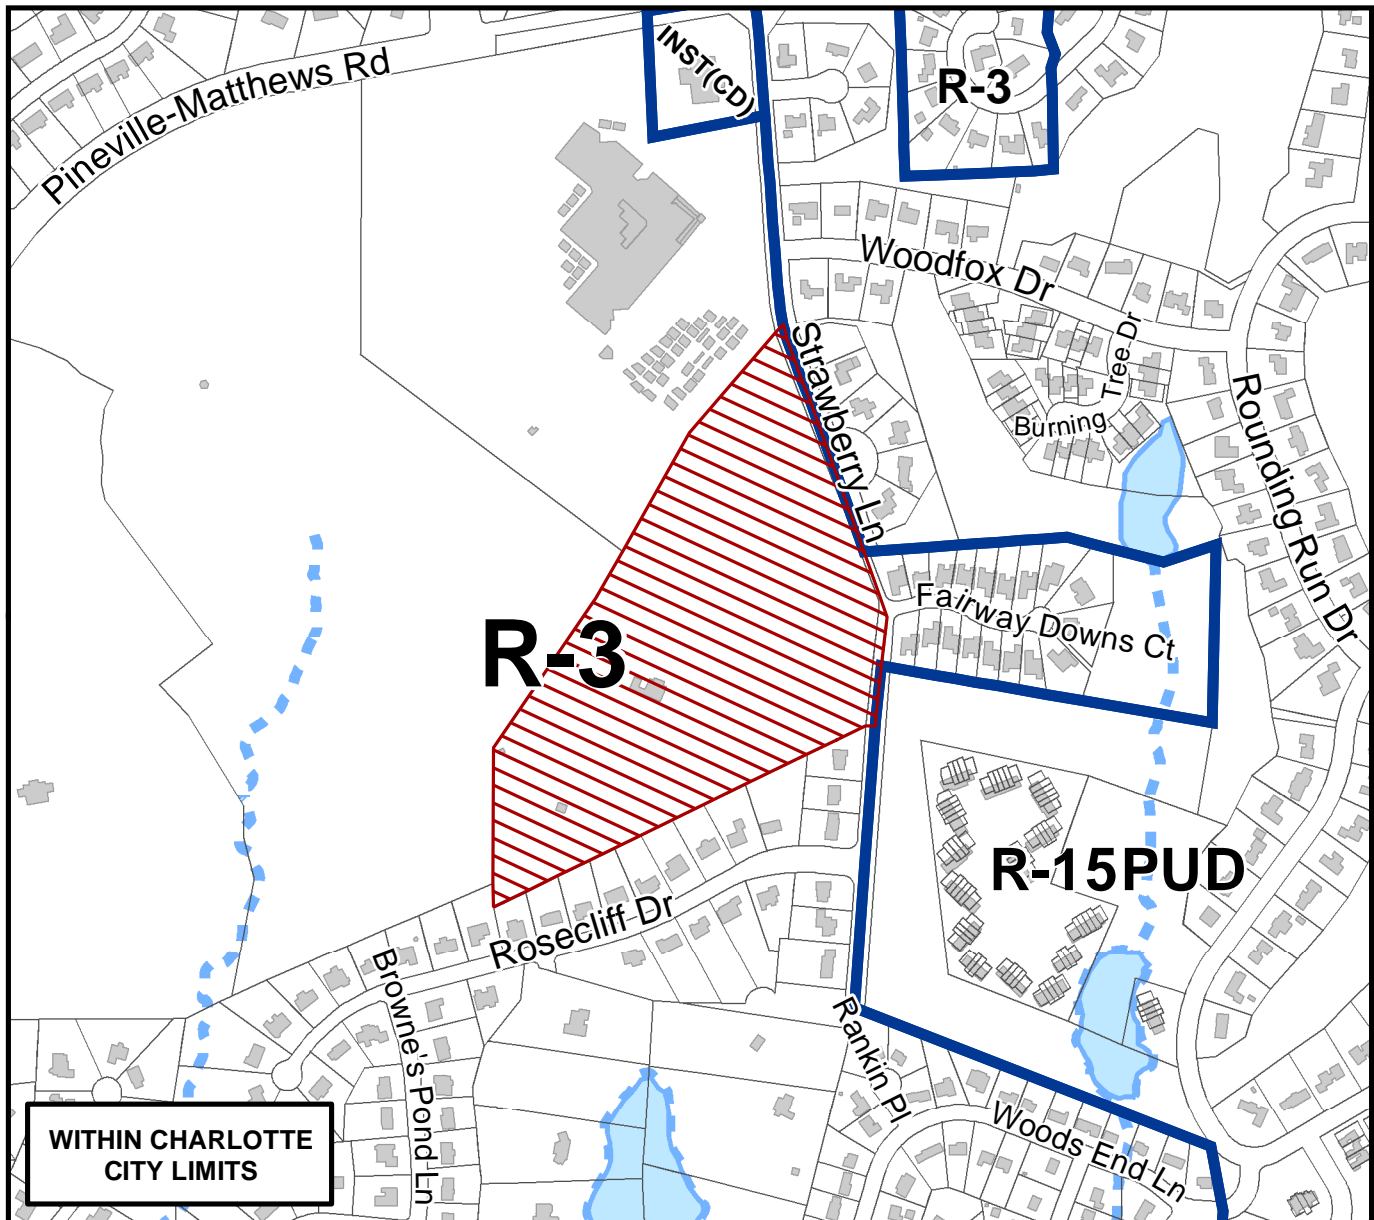 Pineville-Matthews Rd
INST(CD)
R-3
Woodfox Dr
Strawberry Ln
Tree Dr
Burning
Rounding Run Dr
Fairway Downs Ct
R-3
R-15PUD
Rosecliff Dr
Browne's Pond Ln
Rankin Pl
Woods End Ln
WITHIN CHARLOTTE
CITY LIMITS